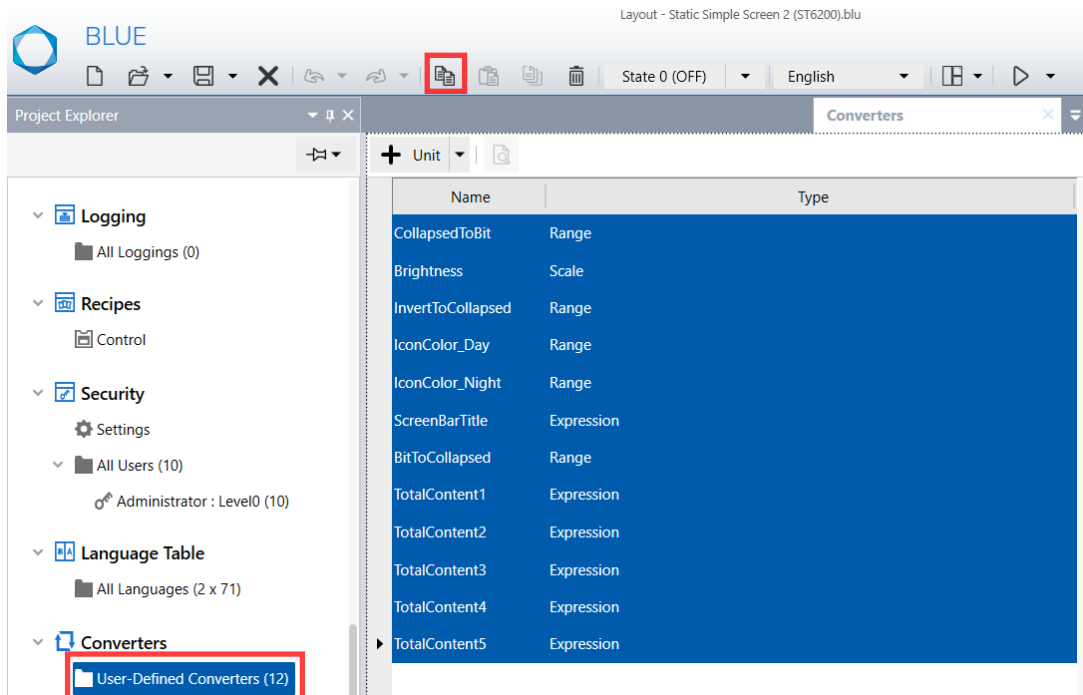 Layout - Static Simple Screen 2 (ST6200).blu
BLUE
State 0 (OFF)
English
Project Explorer
Converters
Unit
Name Type
CollapsedToBit Range
Brightness Scale
InvertToCollapsed Range
IconColor_Day Range
IconColor_Night Range
ScreenBarTitle Expression
BitToCollapsed Range
TotalContent1 Expression
TotalContent2 Expression
TotalContent3 Expression
TotalContent4 Expression
TotalContent5 Expression
Logging
All Loggings (0)
Recipes
Control
Security
Settings
All Users (10)
Administrator : Level0 (10)
Language Table
All Languages (2 x 71)
Converters
User-Defined Converters (12)